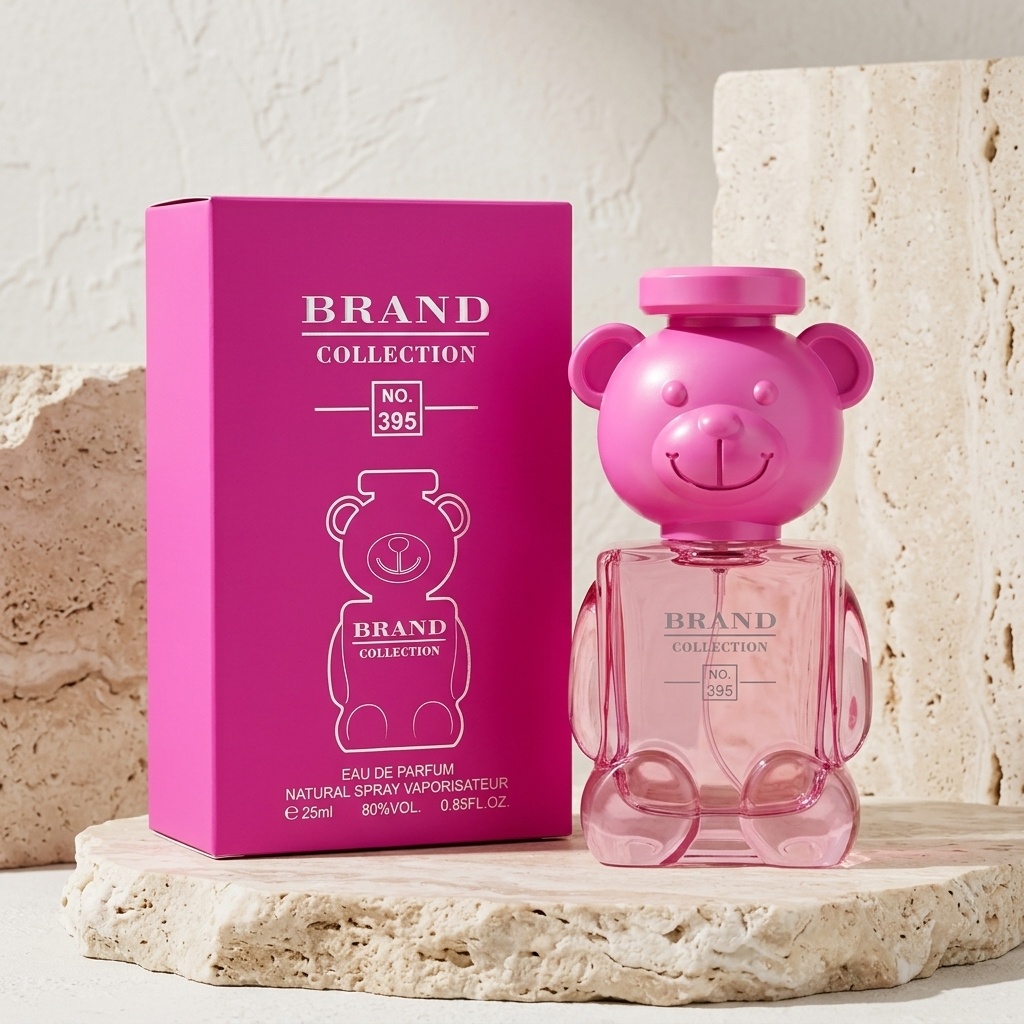 BRAND
COLLECTION
NO.
395
BRAND
COLLECTION
EAU DE PARFUM
NATURAL SPRAY VAPORISATEUR
℮ 25ml 80%VOL. 0.85FL.OZ.
BRAND
COLLECTION
NO.
395